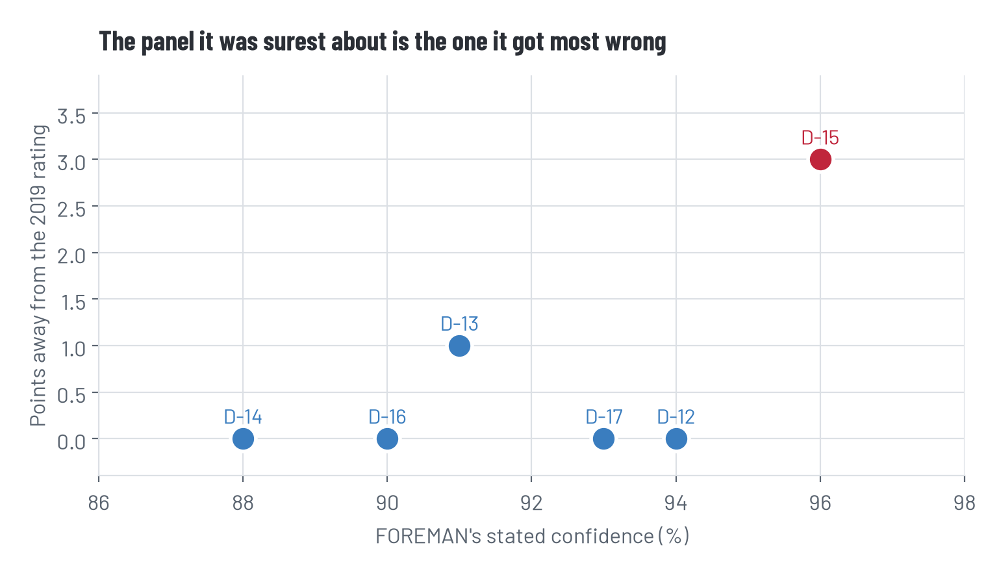 The panel it was surest about is the one it got most wrong
Points away from the 2019 rating
3.5
3.0
2.5
2.0
1.5
1.0
0.5
0.0
D-15
D-13
D-14
D-16
D-17
D-12
86
88
90
92
94
96
98
FOREMAN's stated confidence (%)